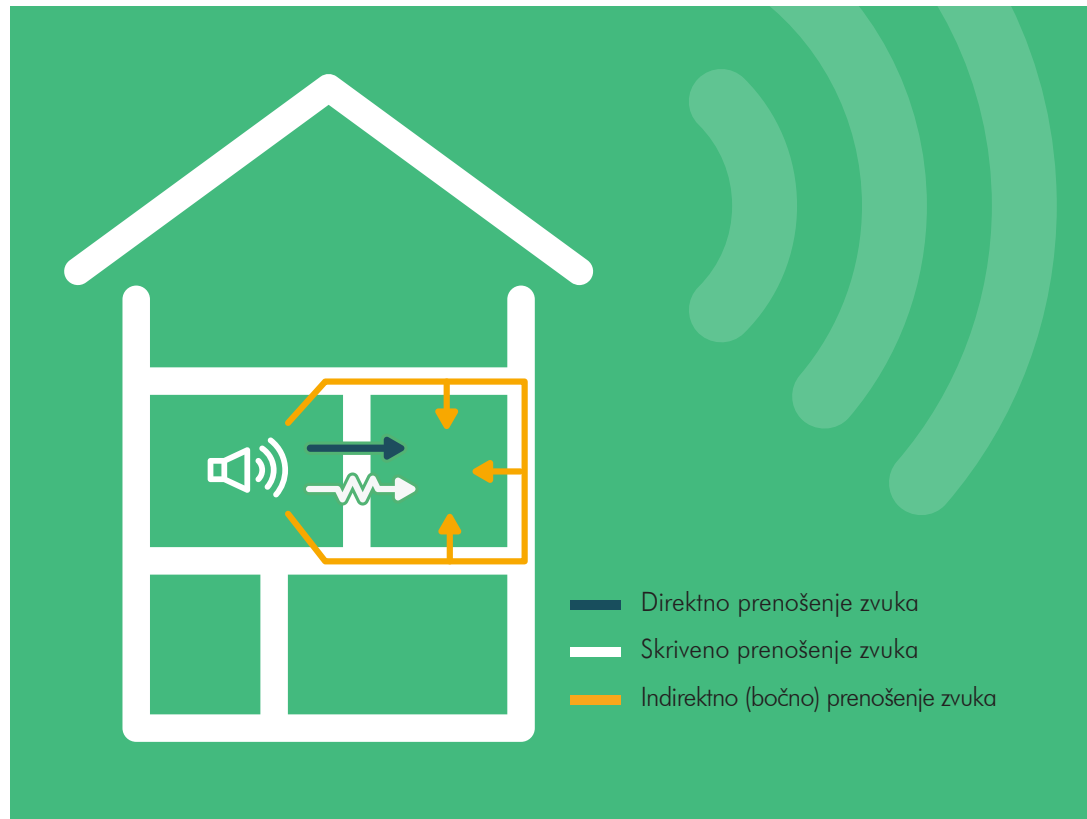 Direktno prenošenje zvuka
Skriveno prenošenje zvuka
Indirektno (bočno) prenošenje zvuka